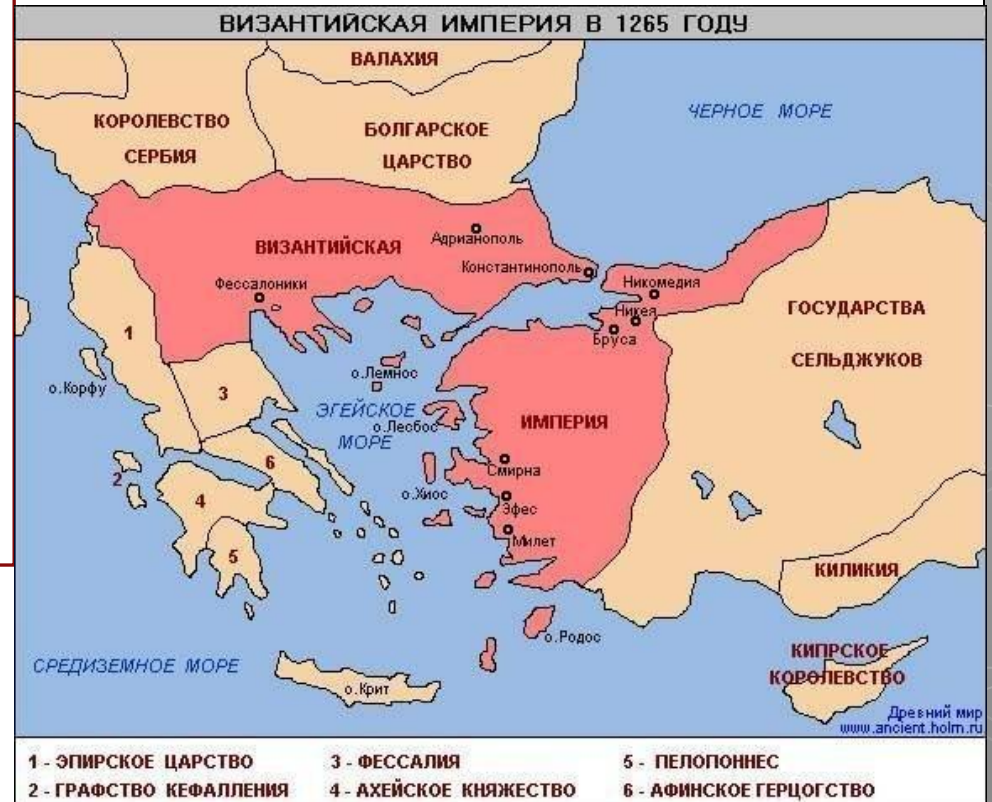 ВИЗАНТИЙСКАЯ ИМПЕРИЯ В 1265 ГОДУ
ВАЛАХИЯ
ЧЕРНОЕ МОРЕ
КОРОЛЕВСТВО
СЕРБИЯ
БОЛГАРСКОЕ
ЦАРСТВО
ВИЗАНТИЙСКАЯ
Адрианополь
Константинополь
Фессалоники
Никомедия
Никея
Бруса
ГОСУДАРСТВА
СЕЛЬДЖУКОВ
1
о.Корфу
3
о.Лемнос
ЭГЕЙСКОЕ
МОРЕ
о.Лесбос
ИМПЕРИЯ
6
2
4
Смирна
о.Хиос
Эфес
5
Милет
КИЛИКИЯ
о.Родос
СРЕДИЗЕМНОЕ МОРЕ
о.Крит
КИПРСКОЕ
КОРОЛЕВСТВО
Древний мир
www.ancient.holm.ru
1 - ЭПИРСКОЕ ЦАРСТВО
2 - ГРАФСТВО КЕФАЛЛЕНИЯ
3 - ФЕССАЛИЯ
4 - АХЕЙСКОЕ КНЯЖЕСТВО
5 - ПЕЛОПОННЕС
6 - АФИНСКОЕ ГЕРЦОГСТВО